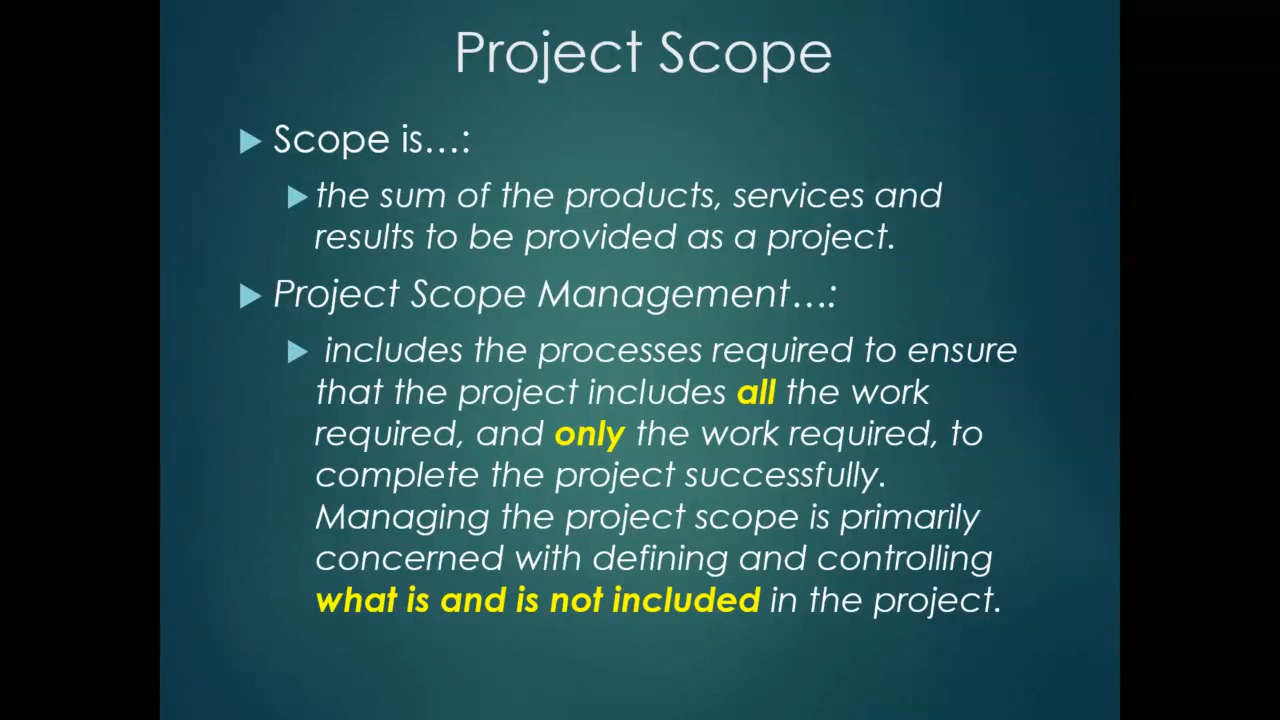 Project Scope
Scope is...:
the sum of the products, services and
results to be provided as a project.
Project Scope Management...:
includes the processes required to ensure
that the project includes all the work
required, and only the work required, to
complete the project successfully.
Managing the project scope is primarily
concerned with defining and controlling
what is and is not included in the project.